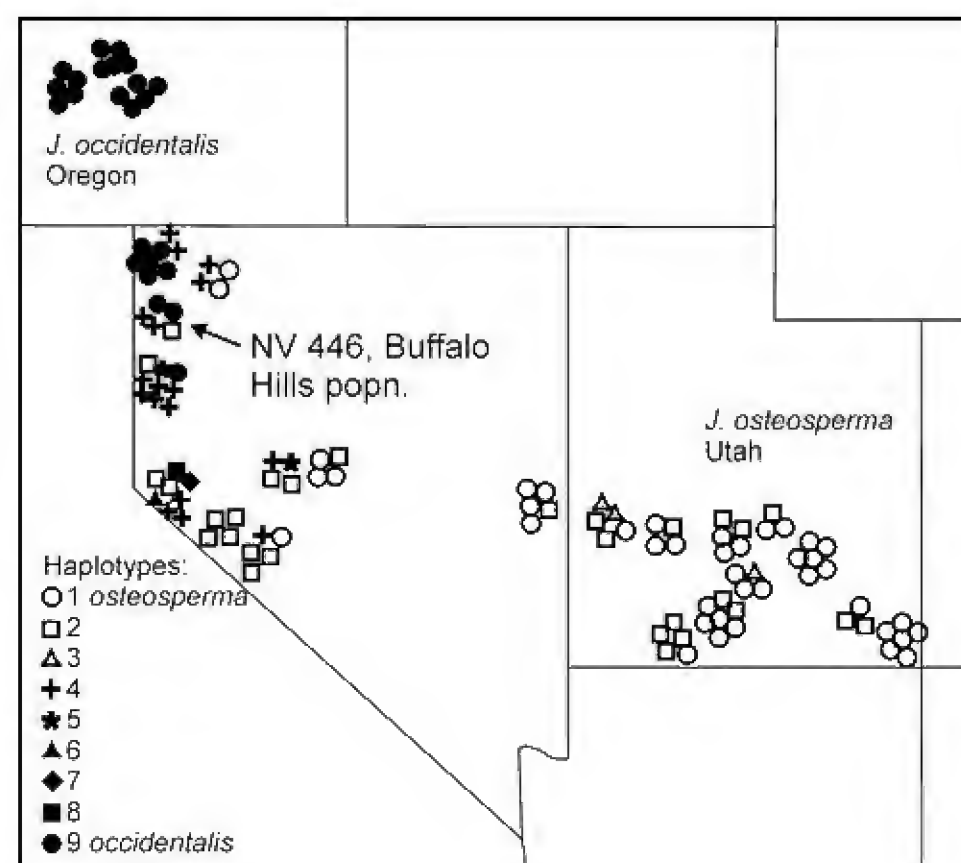 J. occidentalis
Oregon
NV 446, Buffalo
Hills popn.
J. osteosperma
Utah
Haplotypes:
1 osteosperma
2
3
4
5
6
7
8
9 occidentalis